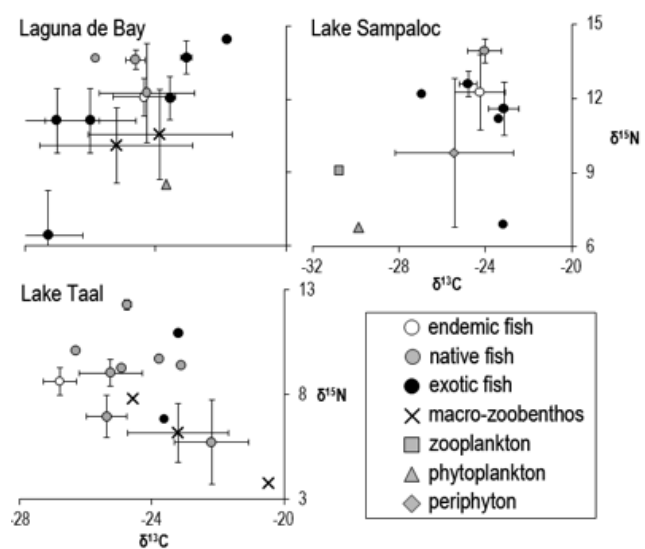 Laguna de Bay
Lake Sampaloc
15
12
δ¹⁵N
9
6
-32
-28
-24
-20
δ¹³C
-24
Lake Taal
13
8
δ¹⁵N
3
-28
-24
-20
δ¹³C
endemic fish
native fish
exotic fish
macro-zoobenthos
zooplankton
phytoplankton
periphyton